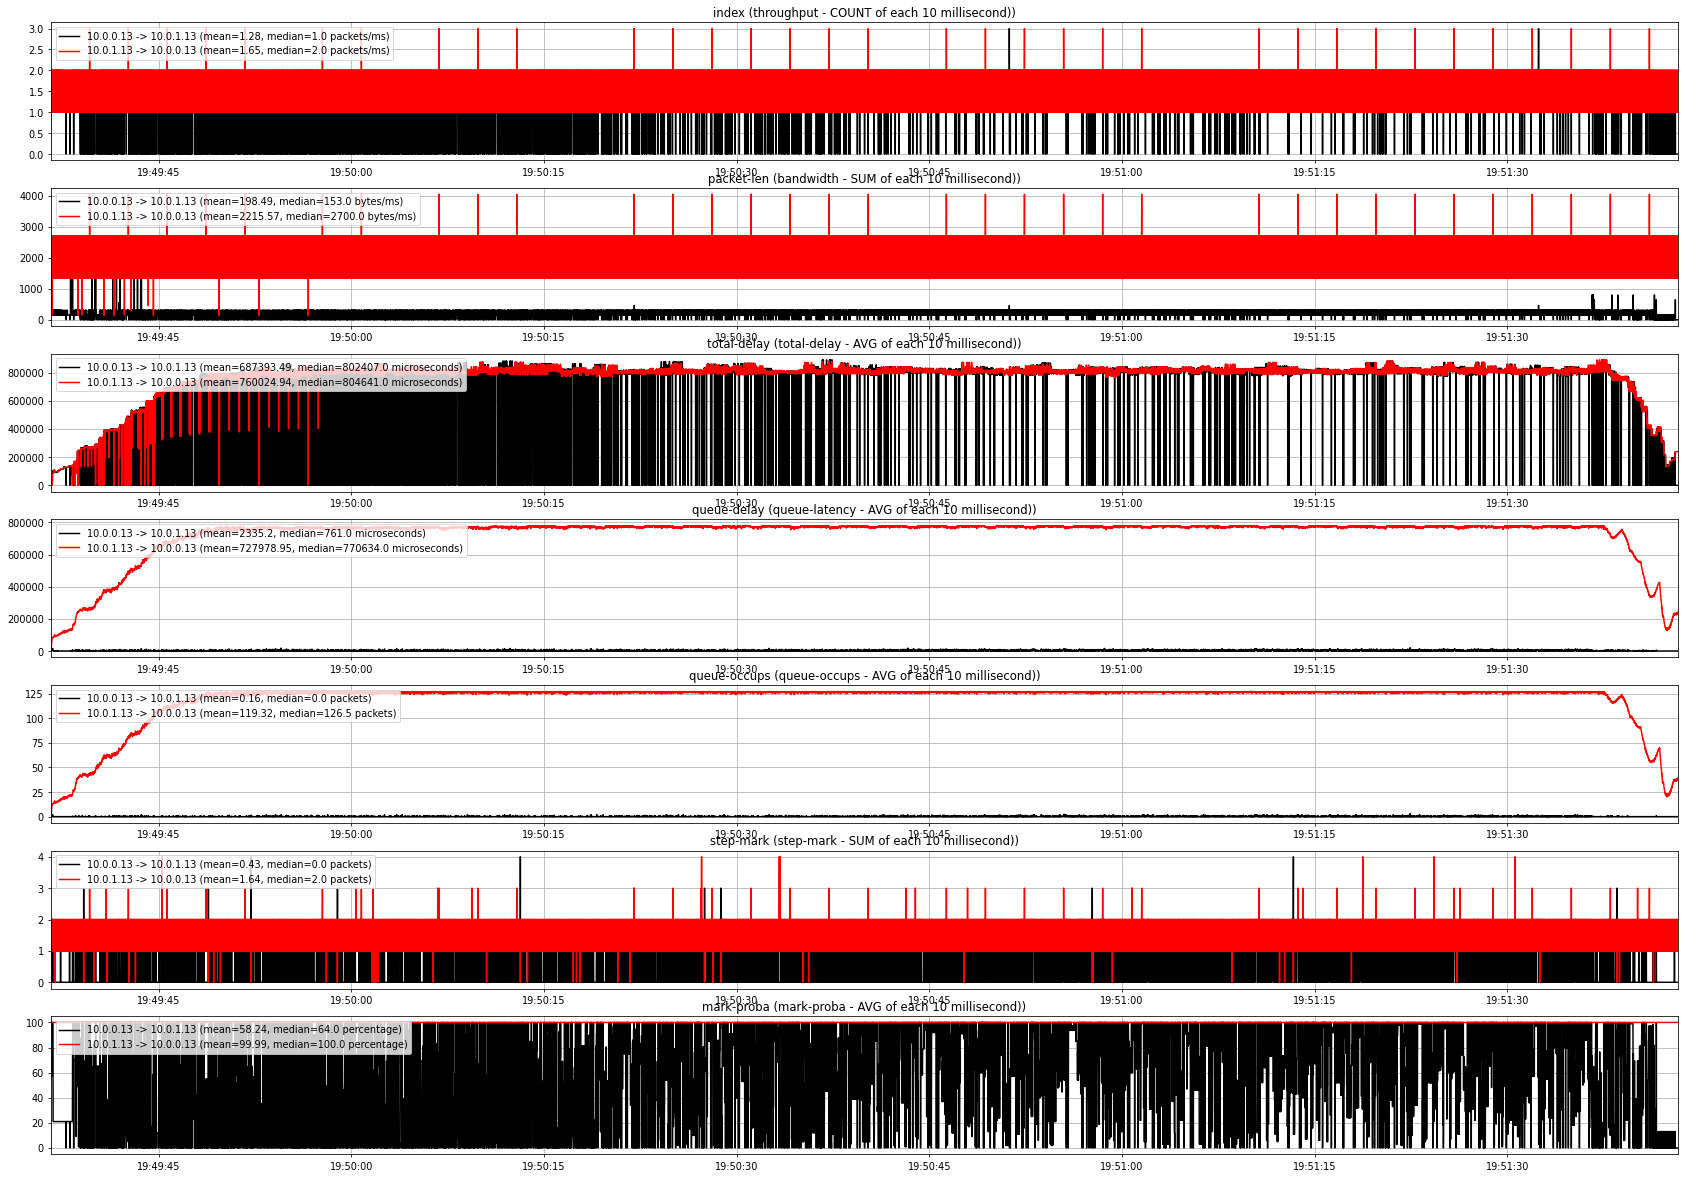 index (throughput - COUNT of each 10 millisecond))
3.0
2.5
2.0
1.5
1.0
0.5
0.0
10.0.0.13 -> 10.0.1.13 (mean=1.28, median=1.0 packets/ms)
10.0.1.13 -> 10.0.0.13 (mean=1.65, median=2.0 packets/ms)
19:49:45 19:50:00 19:50:15 19:50:30 19:50:45 19:51:00 19:51:15 19:51:30
packet-len (bandwidth - SUM of each 10 millisecond))
4000
3000
2000
1000
0
10.0.0.13 -> 10.0.1.13 (mean=198.49, median=153.0 bytes/ms)
10.0.1.13 -> 10.0.0.13 (mean=2215.57, median=2700.0 bytes/ms)
19:49:45 19:50:00 19:50:15 19:50:30 19:50:45 19:51:00 19:51:15 19:51:30
total-delay (total-delay - AVG of each 10 millisecond))
800000
600000
400000
200000
0
10.0.0.13 -> 10.0.1.13 (mean=687393.49, median=802407.0 microseconds)
10.0.1.13 -> 10.0.0.13 (mean=760024.94, median=804641.0 microseconds)
19:49:45 19:50:00 19:50:15 19:50:30 19:50:45 19:51:00 19:51:15 19:51:30
queue-delay (queue-latency - AVG of each 10 millisecond))
800000
600000
400000
200000
0
10.0.0.13 -> 10.0.1.13 (mean=2335.2, median=761.0 microseconds)
10.0.1.13 -> 10.0.0.13 (mean=727978.95, median=770634.0 microseconds)
19:49:45 19:50:00 19:50:15 19:50:30 19:50:45 19:51:00 19:51:15 19:51:30
queue-occups (queue-occups - AVG of each 10 millisecond))
125
100
75
50
25
0
10.0.0.13 -> 10.0.1.13 (mean=0.16, median=0.0 packets)
10.0.1.13 -> 10.0.0.13 (mean=119.32, median=126.5 packets)
19:49:45 19:50:00 19:50:15 19:50:30 19:50:45 19:51:00 19:51:15 19:51:30
step-mark (step-mark - SUM of each 10 millisecond))
4
3
2
1
0
10.0.0.13 -> 10.0.1.13 (mean=0.43, median=0.0 packets)
10.0.1.13 -> 10.0.0.13 (mean=1.64, median=2.0 packets)
19:49:45 19:50:00 19:50:15 19:50:30 19:50:45 19:51:00 19:51:15 19:51:30
mark-proba (mark-proba - AVG of each 10 millisecond))
100
80
60
40
20
0
10.0.0.13 -> 10.0.1.13 (mean=58.24, median=64.0 percentage)
10.0.1.13 -> 10.0.0.13 (mean=99.99, median=100.0 percentage)
19:49:45 19:50:00 19:50:15 19:50:30 19:50:45 19:51:00 19:51:15 19:51:30